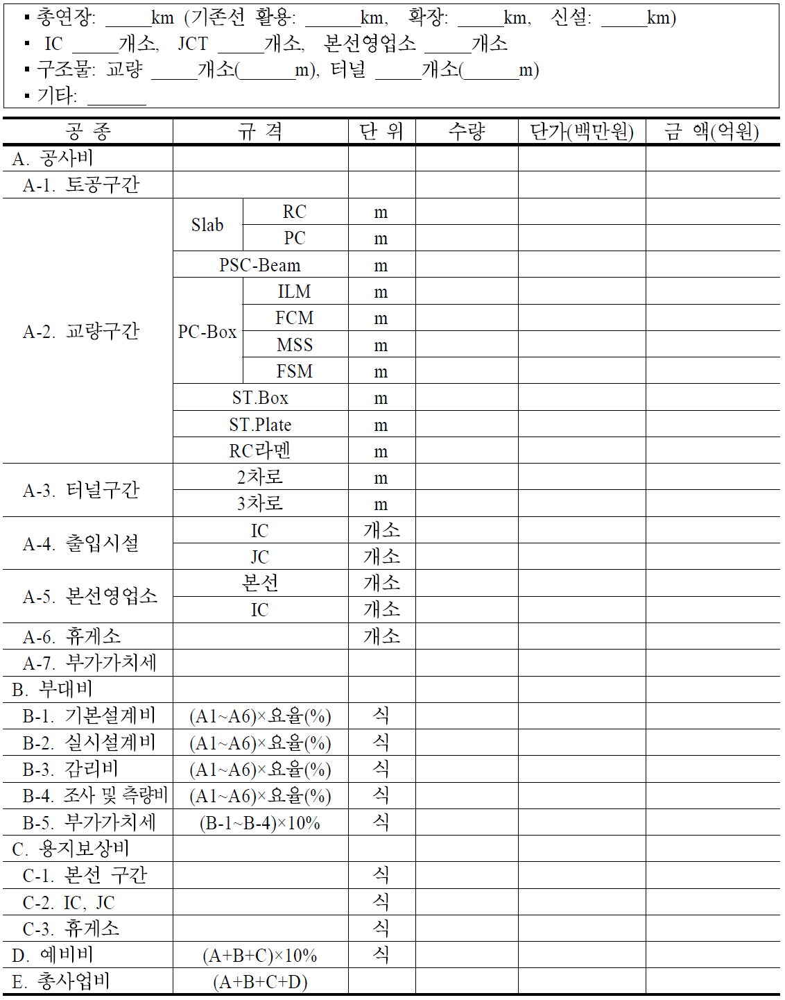 ▪ 총연장: _____km (기존선 활용: ______km, 확장: _____km, 신설: _____km)
▪ IC _____개소, JCT _____개소, 본선영업소 _____개소
▪ 구조물: 교량 _____개소(______m), 터널 _____개소(______m)
▪ 기타: ______
공 종 규 격 단 위 수량 단가(백만원) 금 액(억원)
A. 공사비
A-1. 토공구간
A-2. 교량구간
Slab
RC m
PC m
PSC-Beam m
PC-Box
ILM m
FCM m
MSS m
FSM m
ST.Box m
ST.Plate m
RC라멘 m
A-3. 터널구간
2차로 m
3차로 m
A-4. 출입시설
IC 개소
JC 개소
A-5. 본선영업소
본선 개소
IC 개소
A-6. 휴게소 개소
A-7. 부가가치세
B. 부대비
B-1. 기본설계비 (A1~A6)×요율(%) 식
B-2. 실시설계비 (A1~A6)×요율(%) 식
B-3. 감리비 (A1~A6)×요율(%) 식
B-4. 조사 및 측량비 (A1~A6)×요율(%) 식
B-5. 부가가치세 (B-1~B-4)×10% 식
C. 용지보상비
C-1. 본선 구간 식
C-2. IC, JC 식
C-3. 휴게소 식
D. 예비비 (A+B+C)×10% 식
E. 총사업비 (A+B+C+D)